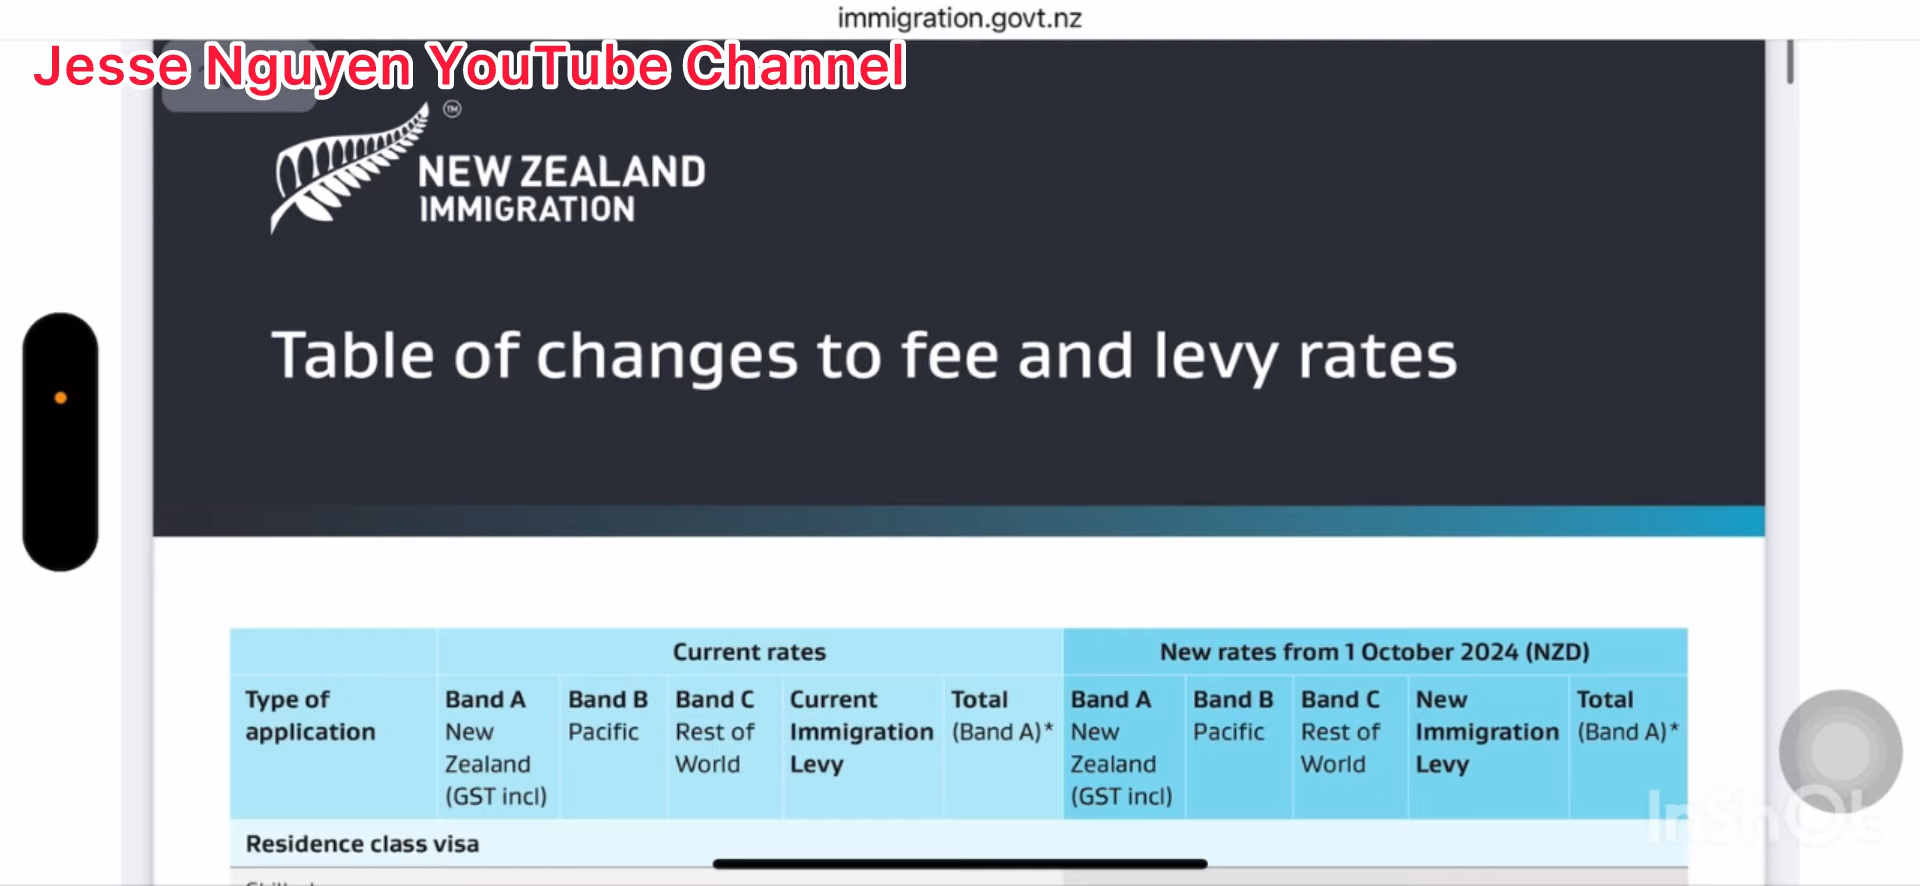 immigration.govt.nz
Jesse Nguyen YouTube Channel
TM
NEW ZEALAND
IMMIGRATION
Table of changes to fee and levy rates
Current rates
New rates from 1 October 2024 (NZD)
Type of application
Band A New Zealand (GST incl)
Band B Pacific
Band C Rest of World
Current Immigration Levy
Total (Band A)*
Band A New Zealand (GST incl)
Band B Pacific
Band C Rest of World
New Immigration Levy
Total (Band A)*
Residence class visa
InShOt